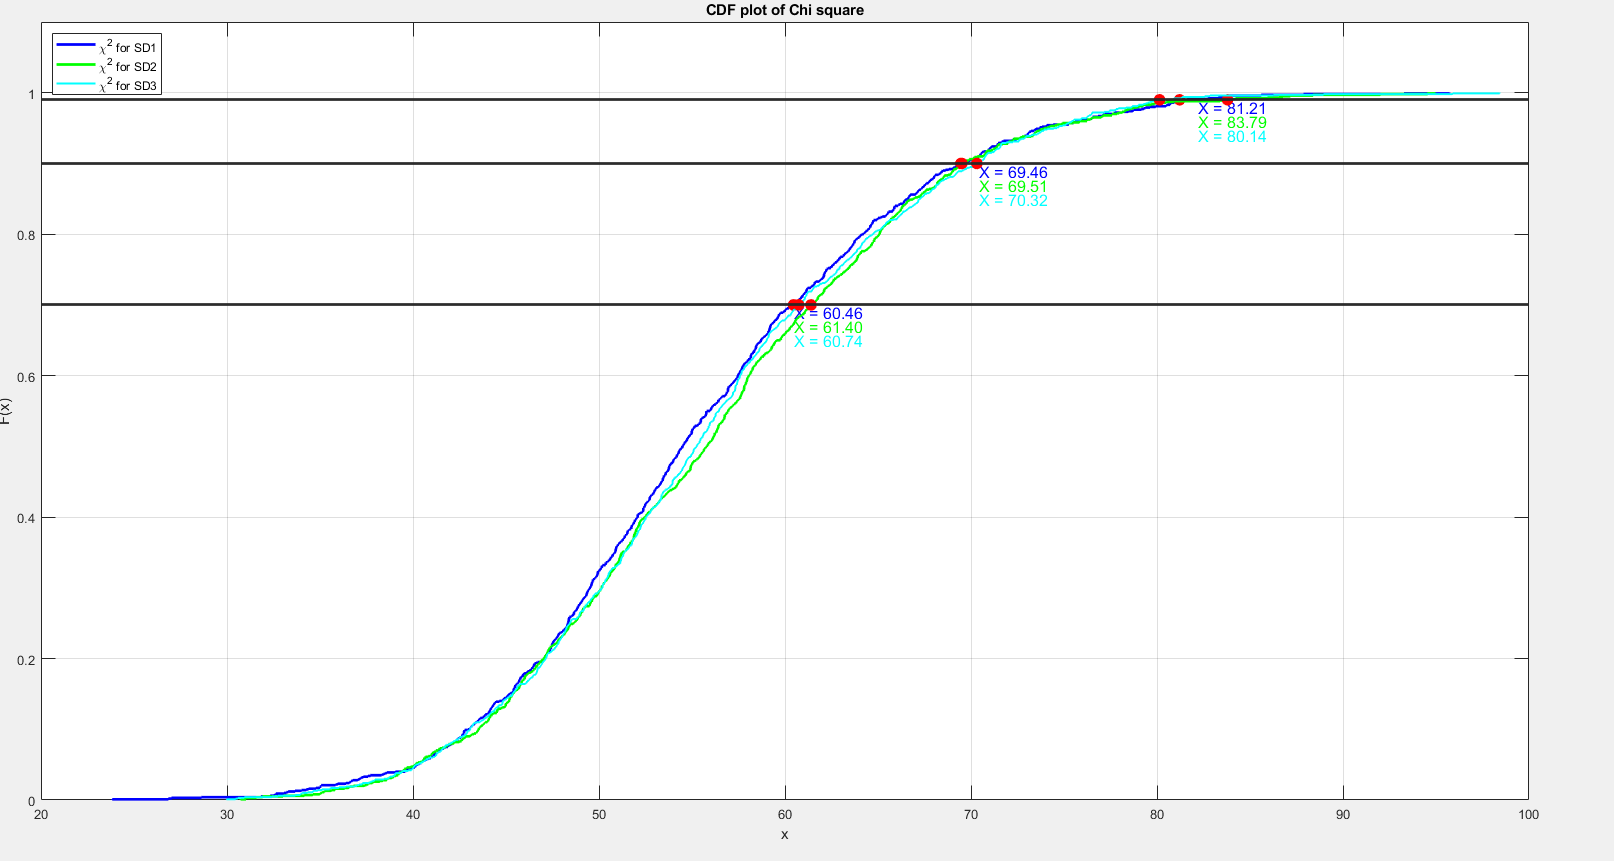 CDF plot of Chi square
χ² for SD1
χ² for SD2
χ² for SD3
1
X = 81.21
X = 83.79
X = 80.14
X = 69.46
X = 69.51
X = 70.32
0.8
X = 60.46
X = 61.40
X = 60.74
0.6
F(x)
0.4
0.2
0
20 30 40 50 60 70 80 90 100
x